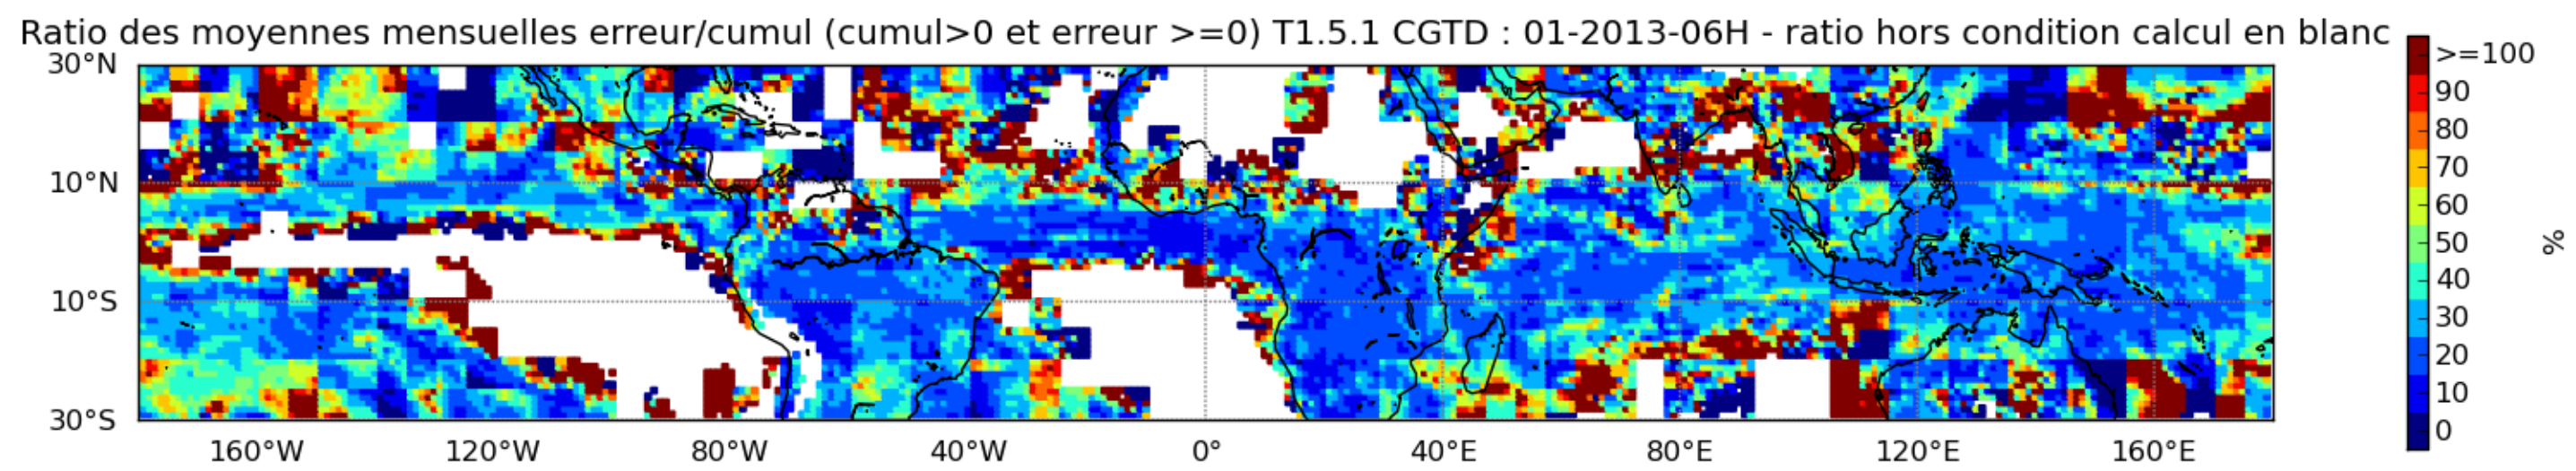 Ratio des moyennes mensuelles erreur/cumul (cumul>0 et erreur >=0) T1.5.1 CGTD : 01-2013-06H - ratio hors condition calcul en blanc
30°N
10°N
10°S
30°S
160°W 120°W 80°W 40°W 0° 40°E 80°E 120°E 160°E
>=100
90
80
70
60
50
40
30
20
10
0
%